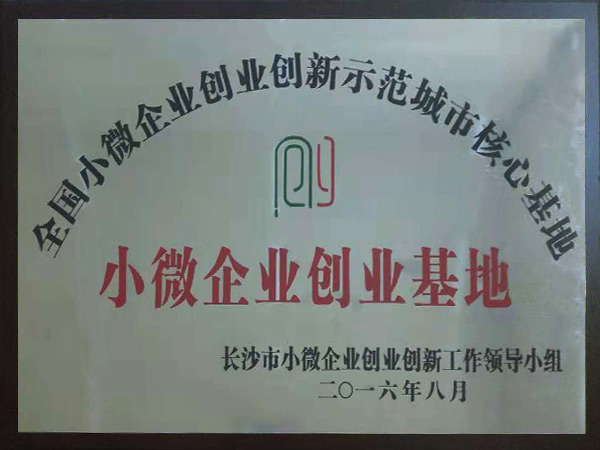 全国小微企业创业创新示范城市核心基地
小微企业创业基地
长沙市小微企业创业创新工作领导小组
二〇一六年八月